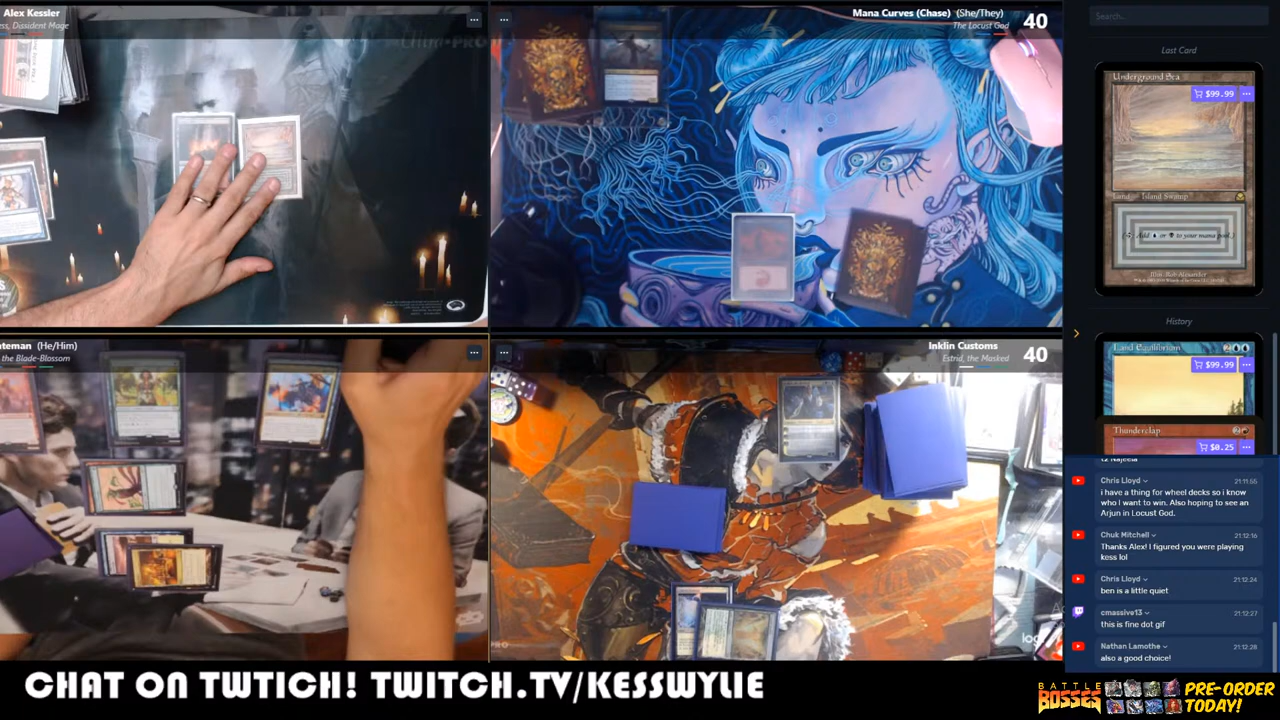 Alex Kessler
ess, Dissident Mage
Mana Curves (Chase) (She/They)
The Locust God
40
Search...
Last Card
Underground Sea
$99.99
Land — Island Swamp
History
Land Equilibrium
$99.99
Thunderclap
$0.25
t2 Najeela
Chris Lloyd
21:11:55
i have a thing for wheel decks so i know
who I want to win. Also hoping to see an
Arjun in Locust God.
Chuk Mitchell
21:12:16
Thanks Alex! I figured you were playing
kess lol
Chris Lloyd
21:12:24
ben is a little quiet
cmassive13
21:12:27
this is fine dot gif
Nathan Lamothe
21:12:28
also a good choice!
ateman (He/Him)
the Blade-Blossom
Inklin Customs
Estrid, the Masked
40
CHAT ON TWTICH! TWITCH.TV/KESSWYLIE
BATTLE
BOSSES
PRE-ORDER
TODAY!